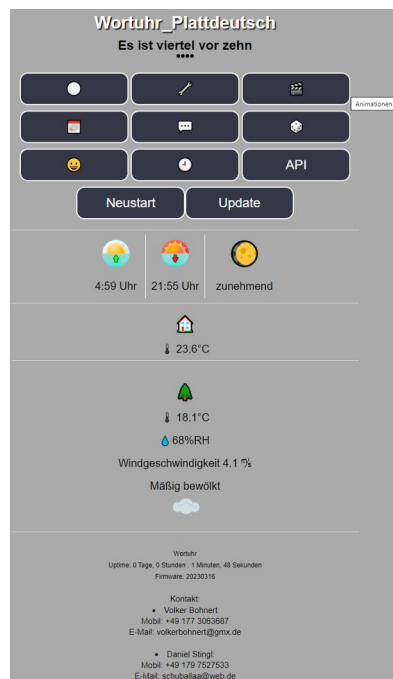 Wortuhr_Plattdeutsch
Es ist viertel vor zehn
••••
Animationen
API
Neustart Update
4:59 Uhr 21:55 Uhr zunehmend
23.6°C
18.1°C
68%RH
Windgeschwindigkeit 4.1 ᵐ/s
Mäßig bewölkt
Wortuhr
Uptime: 0 Tage, 0 Stunden , 1 Minuten, 48 Sekunden
Firmware: 20230316
Kontakt:
• Volker Bohnert
Mobil: +49 177 3063687
E-Mail: volkerbohnert@gmx.de
• Daniel Stingl:
Mobil: +49 179 7527533
E-Mail: schuballaa@web.de